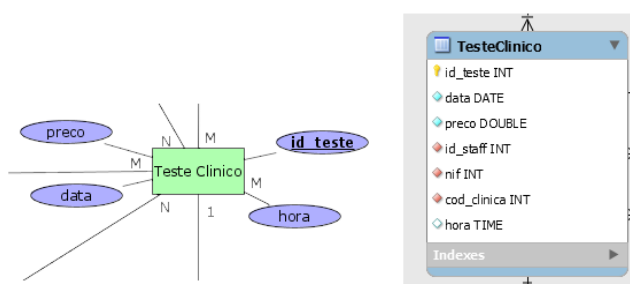 preco
N
M
id_teste
M
Teste Clinico
M
data
N
1
hora
TesteClinico
id_teste INT
data DATE
preco DOUBLE
id_staff INT
nif INT
cod_clinica INT
hora TIME
Indexes